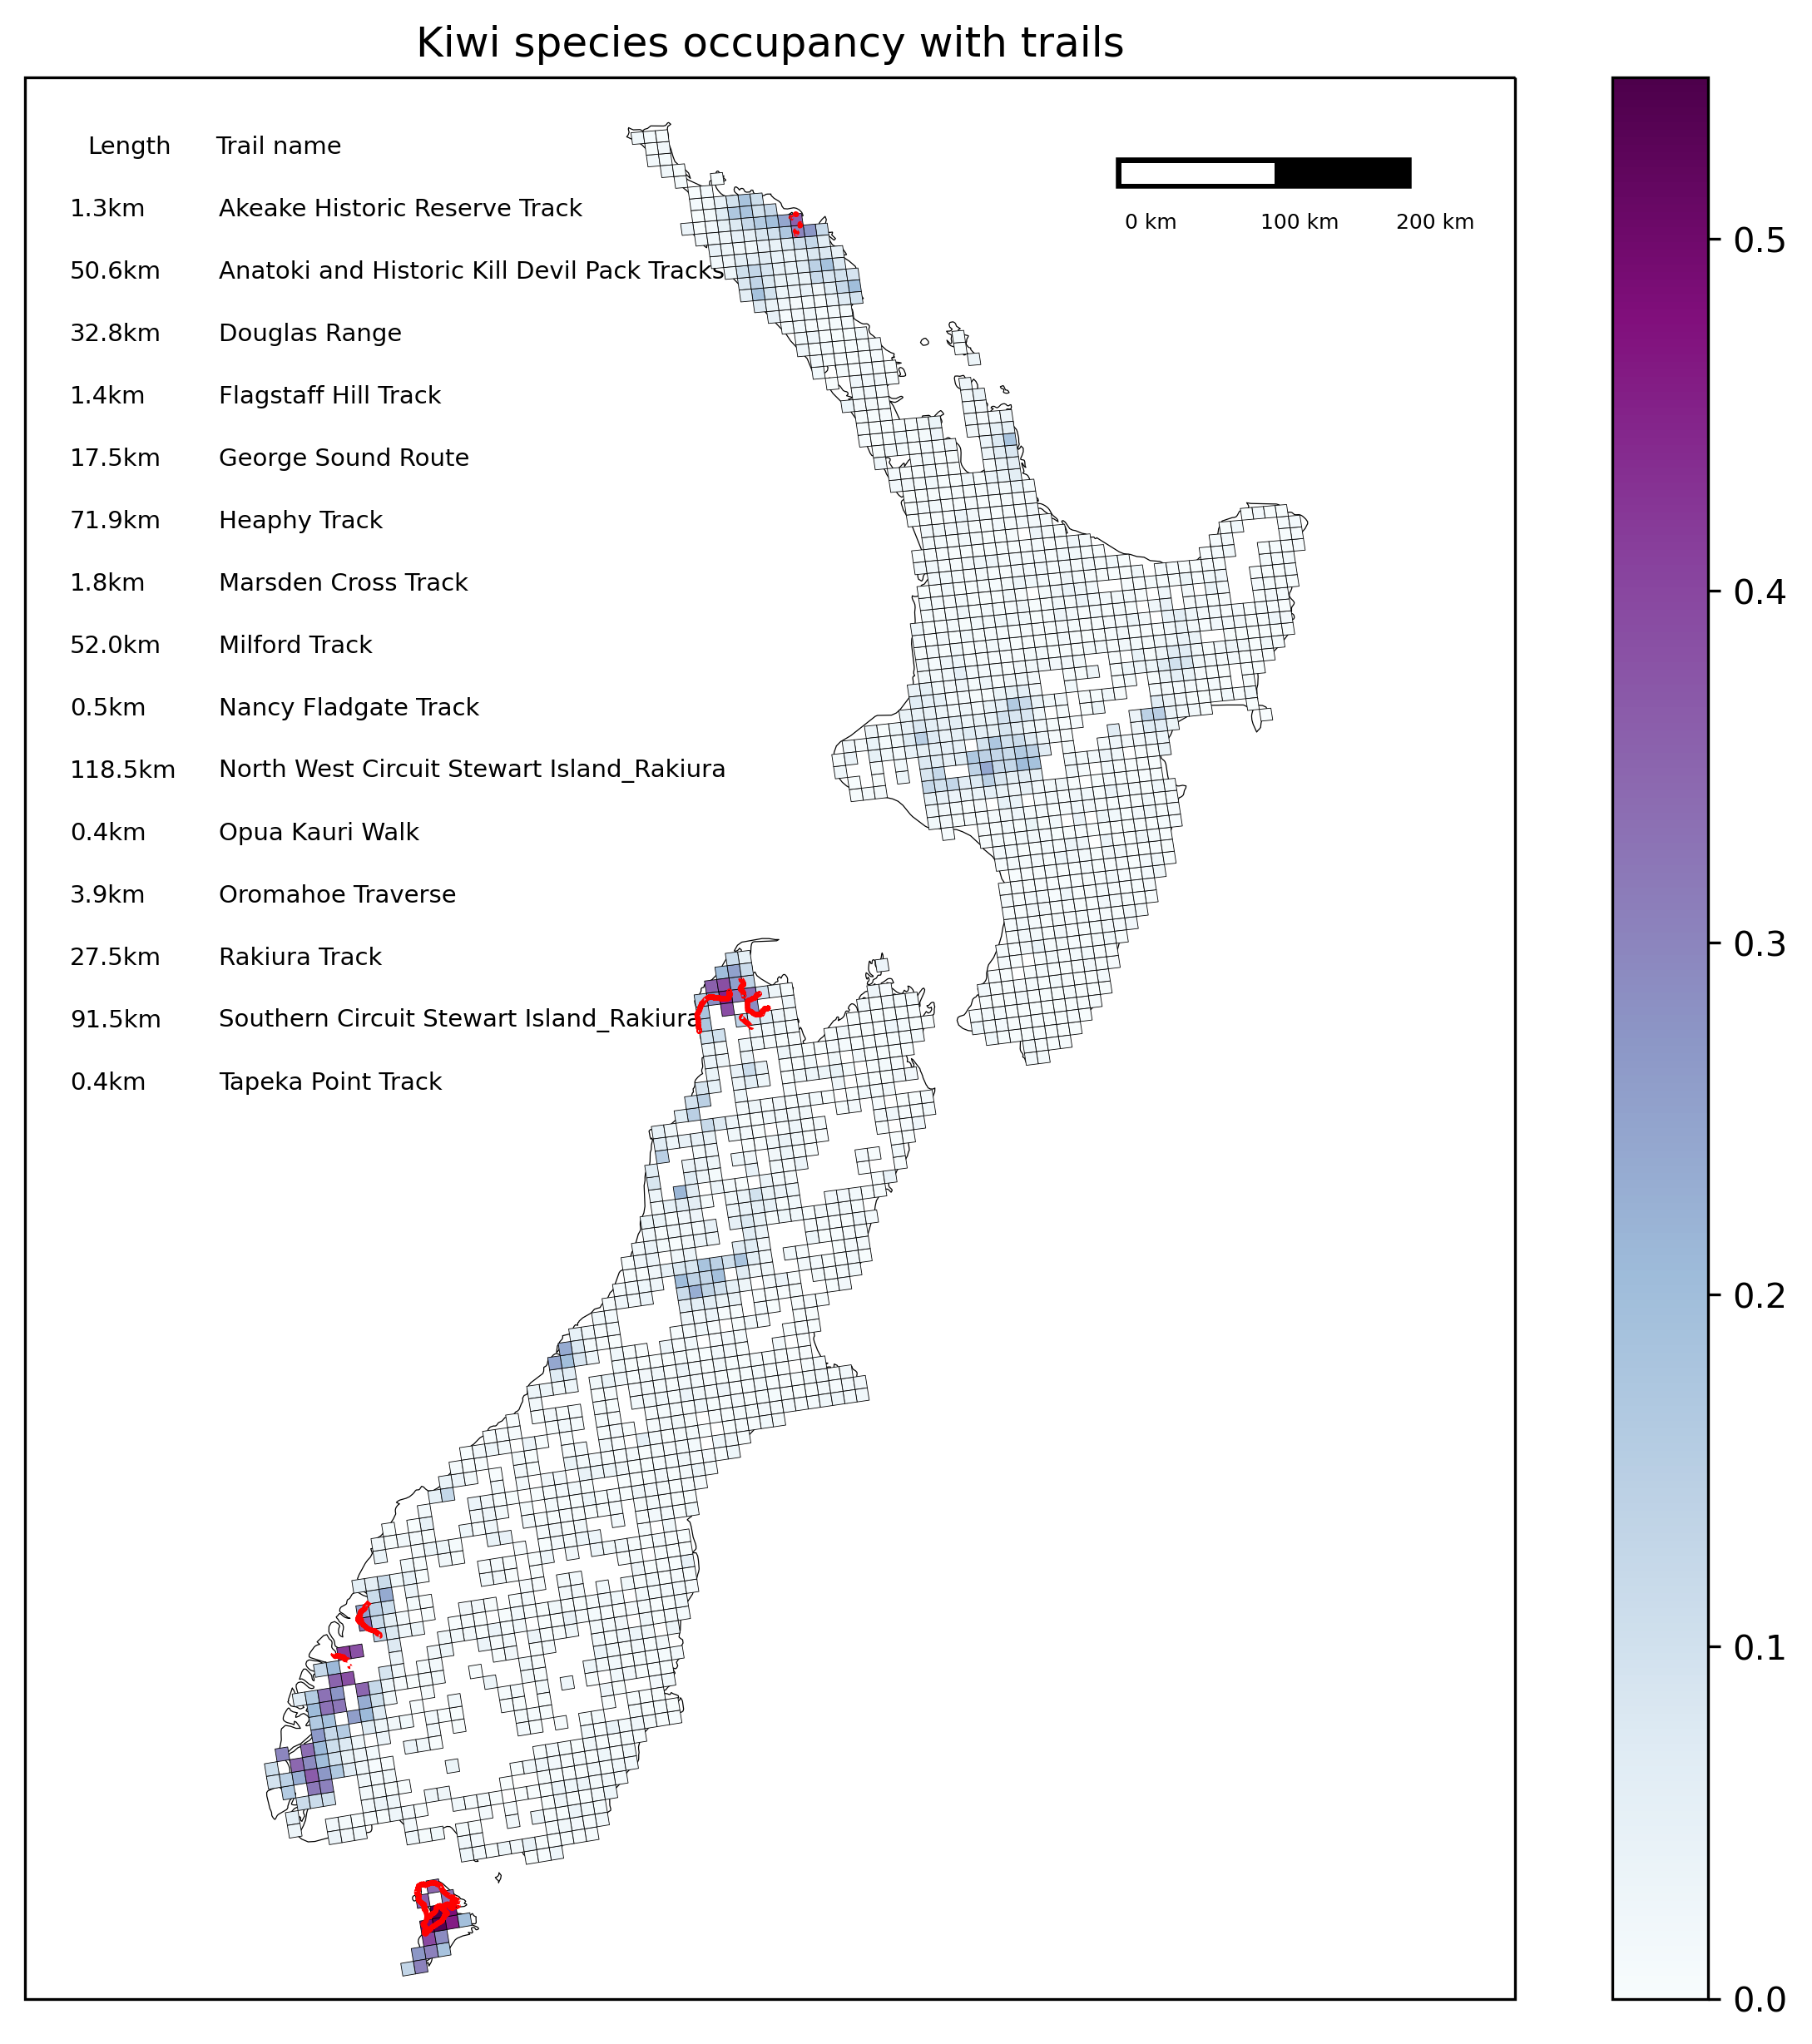 Kiwi species occupancy with trails
Length Trail name
1.3km Akeake Historic Reserve Track
50.6km Anatoki and Historic Kill Devil Pack Tracks
32.8km Douglas Range
1.4km Flagstaff Hill Track
17.5km George Sound Route
71.9km Heaphy Track
1.8km Marsden Cross Track
52.0km Milford Track
0.5km Nancy Fladgate Track
118.5km North West Circuit Stewart Island_Rakiura
0.4km Opua Kauri Walk
3.9km Oromahoe Traverse
27.5km Rakiura Track
91.5km Southern Circuit Stewart Island_Rakiura
0.4km Tapeka Point Track
0 km 100 km 200 km
0.5
0.4
0.3
0.2
0.1
0.0